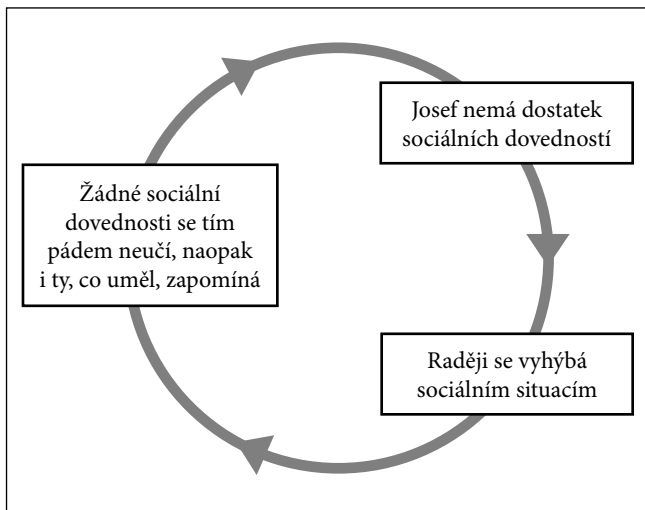 Josef nemá dostatek
sociálních dovedností
Raději se vyhýbá
sociálním situacím
Žádné sociální
dovednosti se tím
pádem neučí, naopak
i ty, co uměl, zapomíná